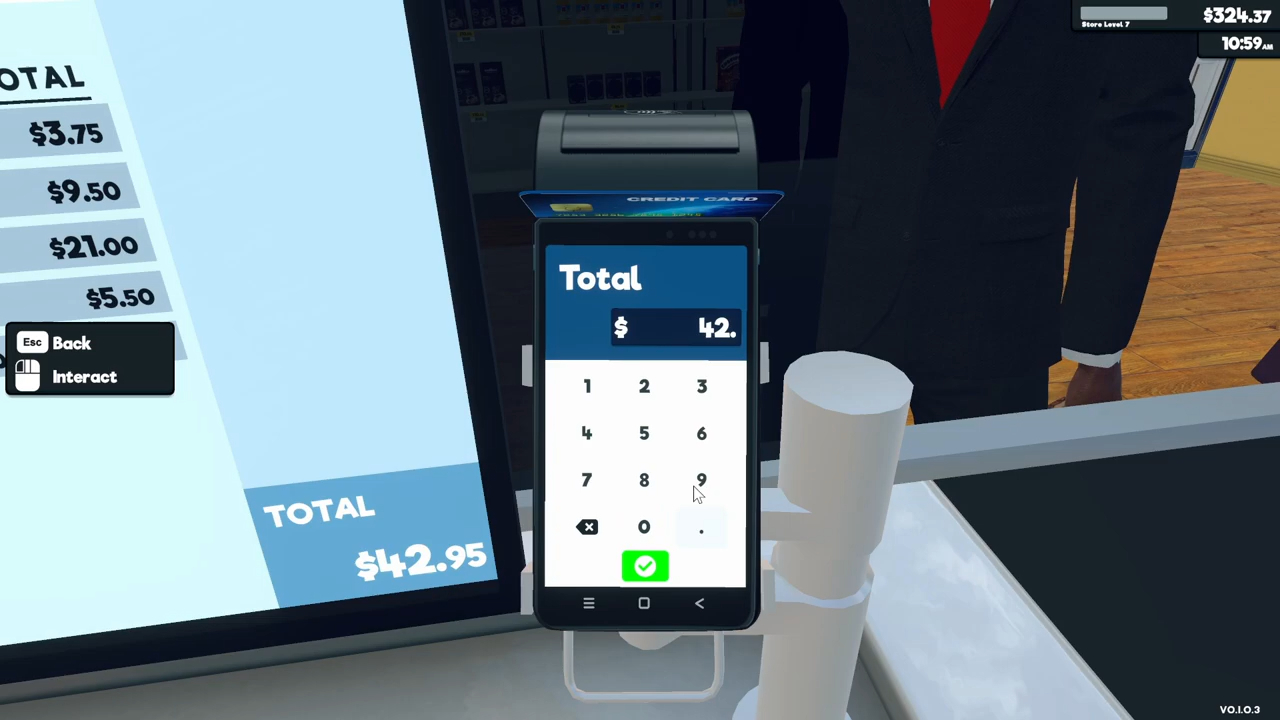 OTAL
$3.75
$9.50
$21.00
$5.50
Esc Back
Interact
TOTAL
$42.95
CREDIT CARD
Total
$ 42.
1 2 3
4 5 6
7 8 9
0 .
Store Level 7
$324.37
10:59AM
V0.1.0.3